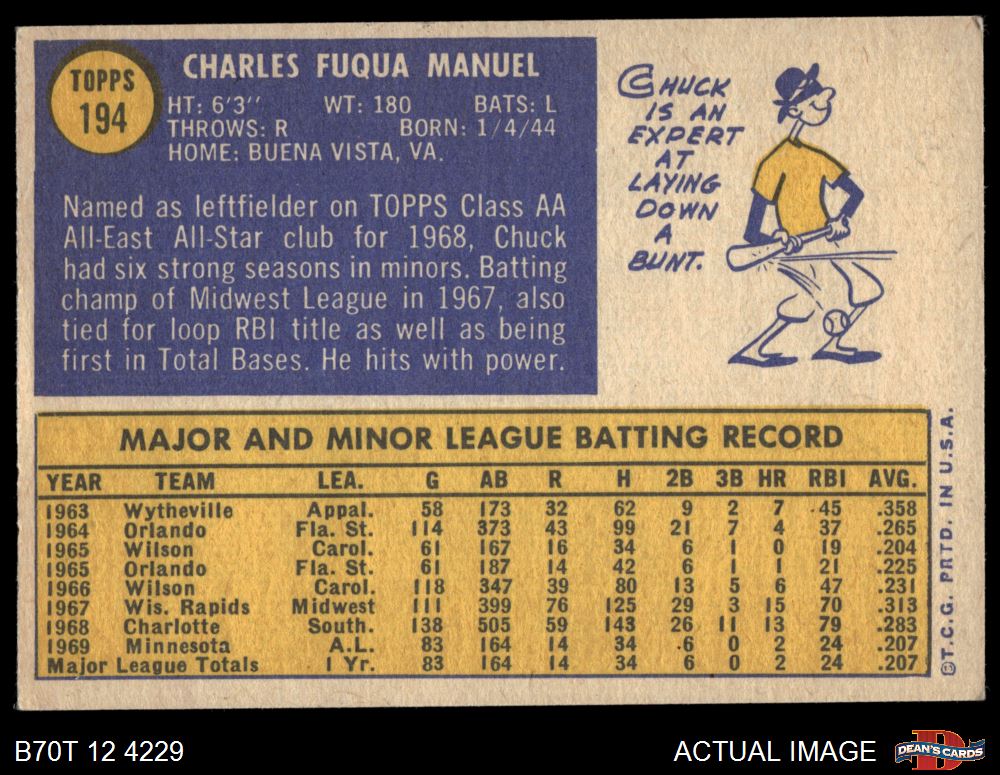 TOPPS
194
CHARLES FUQUA MANUEL
HT: 6'3" WT: 180 BATS: L
THROWS: R BORN: 1/4/44
HOME: BUENA VISTA, VA.
Named as leftfielder on TOPPS Class AA
All-East All-Star club for 1968, Chuck
had six strong seasons in minors. Batting
champ of Midwest League in 1967, also
tied for loop RBI title as well as being
first in Total Bases. He hits with power.
CHUCK
IS AN
EXPERT
AT
LAYING
DOWN
A
BUNT.
MAJOR AND MINOR LEAGUE BATTING RECORD
YEAR TEAM LEA. G AB R H 2B 3B HR RBI AVG.
1963 Wytheville Appal. 58 173 32 62 9 2 7 45 .358
1964 Orlando Fla. St. 114 373 43 99 21 7 4 37 .265
1965 Wilson Carol. 61 167 16 34 6 1 0 19 .204
1965 Orlando Fla. St. 61 187 14 42 6 1 1 21 .225
1966 Wilson Carol. 118 347 39 80 13 5 6 47 .231
1967 Wis. Rapids Midwest 111 399 76 125 29 3 15 70 .313
1968 Charlotte South. 138 505 59 143 26 11 13 79 .283
1969 Minnesota A.L. 83 164 14 34 6 0 2 24 .207
Major League Totals 1 Yr. 83 164 14 34 6 0 2 24 .207
©T.C.G. PRTD. IN U.S.A.
B70T 12 4229
ACTUAL IMAGE
DEAN'S CARDS